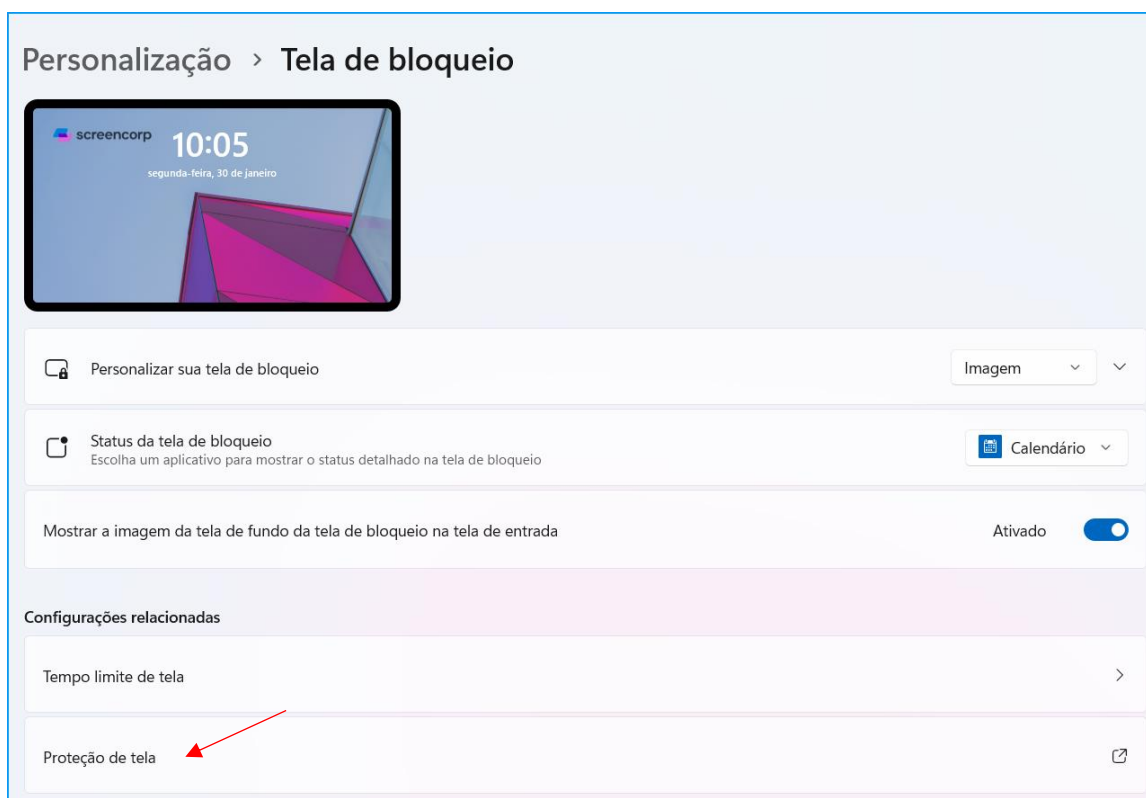 Personalização > Tela de bloqueio
screencorp
10:05
segunda-feira, 30 de janeiro
Personalizar sua tela de bloqueio
Imagem
Status da tela de bloqueio
Escolha um aplicativo para mostrar o status detalhado na tela de bloqueio
Calendário
Mostrar a imagem da tela de fundo da tela de bloqueio na tela de entrada
Ativado
Configurações relacionadas
Tempo limite de tela
Proteção de tela